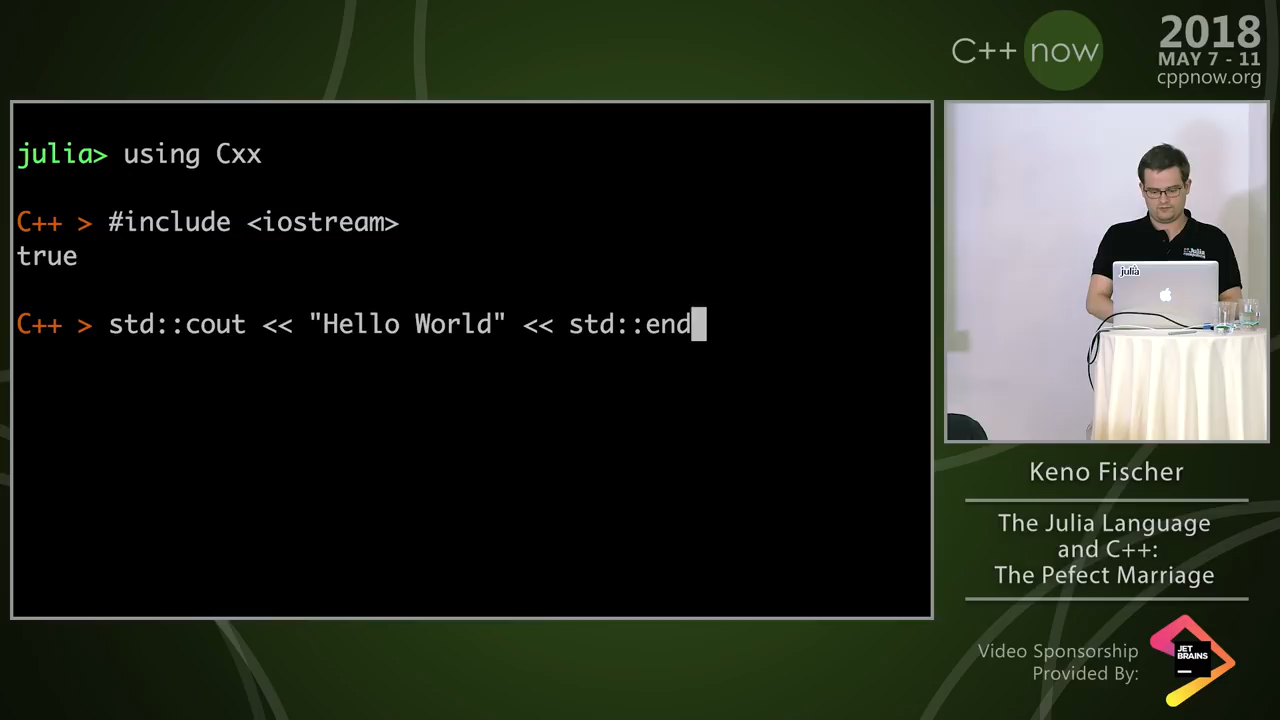 C++ now
2018
MAY 7 - 11
cppnow.org
julia> using Cxx
C++ > #include <iostream>
true
C++ > std::cout << "Hello World" << std::end
julia
Keno Fischer
The Julia Language
and C++:
The Pefect Marriage
Video Sponsorship
Provided By:
JET
BRAINS